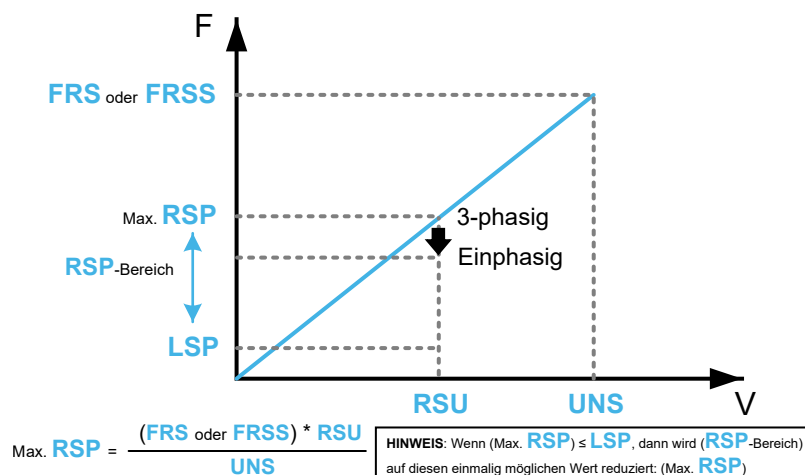 F
FRS oder FRSS
Max. RSP
3-phasig
Einphasig
RSP-Bereich
LSP
RSU
UNS
V
Max. RSP = (FRS oder FRSS) * RSU
UNS
HINWEIS: Wenn (Max. RSP) ≤ LSP, dann wird (RSP-Bereich)
auf diesen einmalig möglichen Wert reduziert: (Max. RSP)